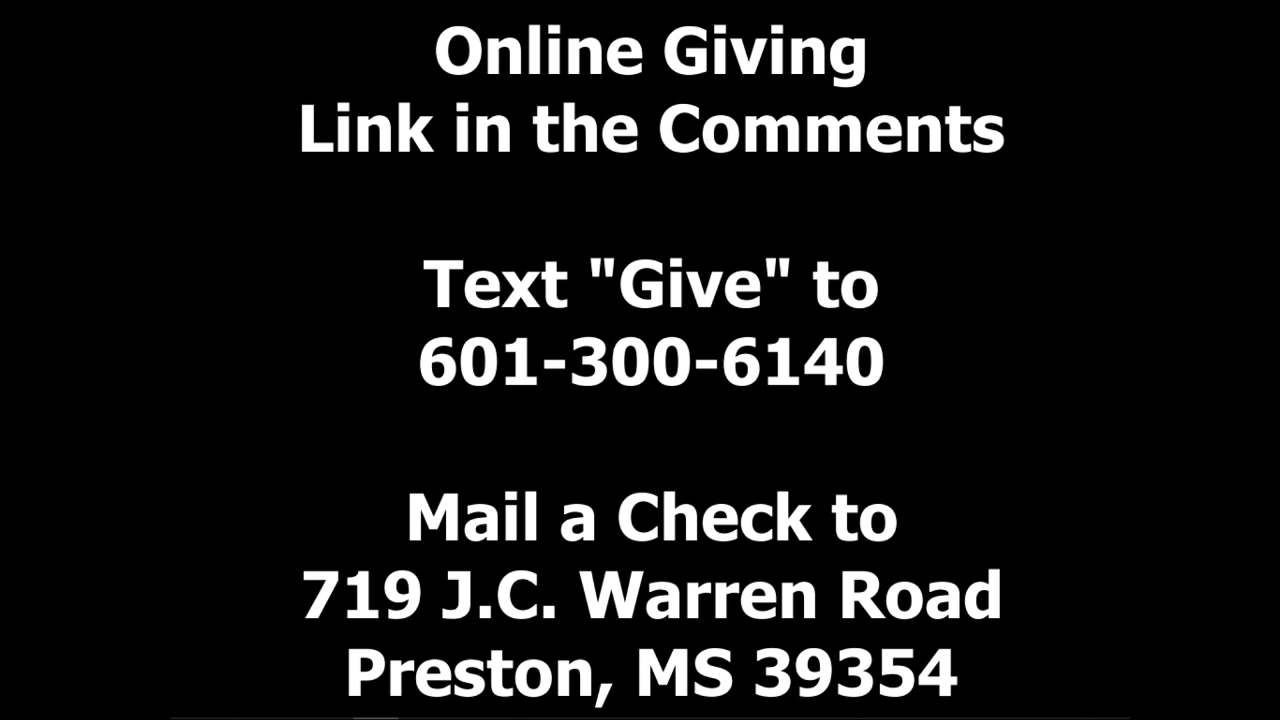 Online Giving
Link in the Comments
Text "Give" to
601-300-6140
Mail a Check to
719 J.C. Warren Road
Preston, MS 39354